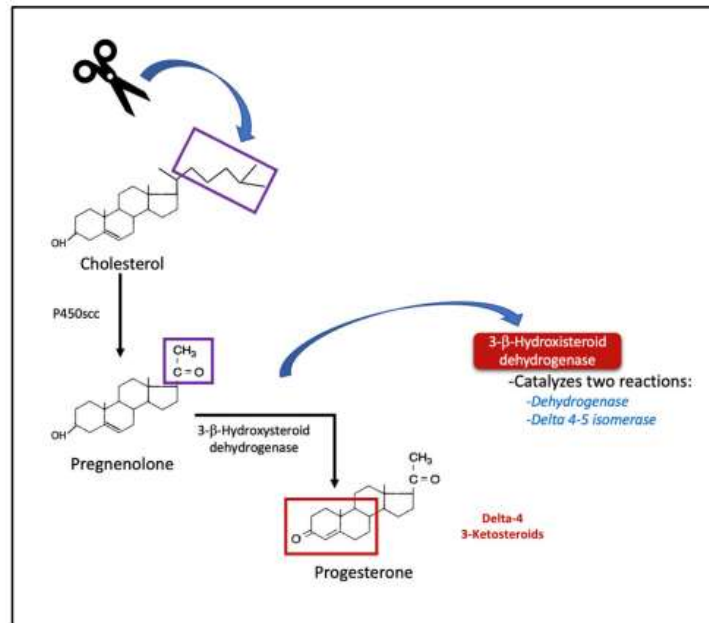 OH
Cholesterol
P450scc
CH3
C=O
OH
Pregnenolone
3-β-Hydroxysteroid
dehydrogenase
3-β-Hydroxisteroid
dehydrogenase
-Catalyzes two reactions:
-Dehydrogenase
-Delta 4-5 isomerase
CH3
C=O
O
Progesterone
Delta-4
3-Ketosteroids